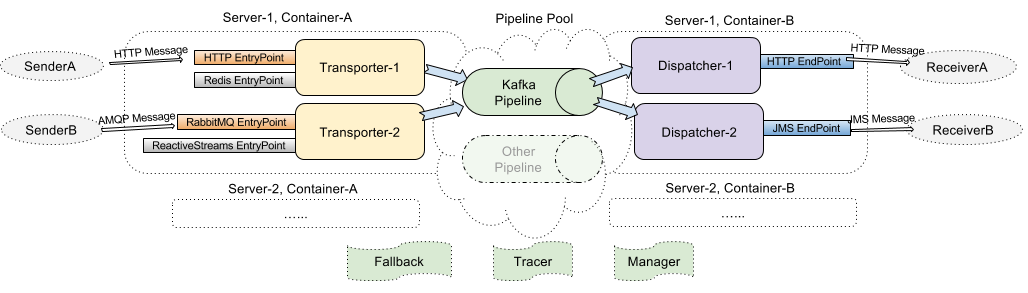 Server-1, Container-A
Pipeline Pool
Server-1, Container-B
SenderA
HTTP Message
HTTP EntryPoint
Redis EntryPoint
Transporter-1
Kafka
Pipeline
Dispatcher-1
HTTP EndPoint
HTTP Message
ReceiverA
SenderB
AMQP Message
RabbitMQ EntryPoint
ReactiveStreams EntryPoint
Transporter-2
Other
Pipeline
Dispatcher-2
JMS EndPoint
JMS Message
ReceiverB
Server-2, Container-A
......
Server-2, Container-B
......
Fallback
Tracer
Manager